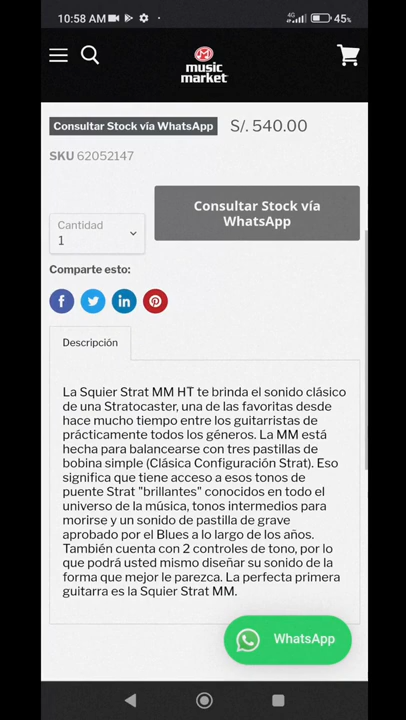 10:58 AM
4G
45%
music
market
Consultar Stock vía WhatsApp
S/. 540.00
SKU 62052147
Consultar Stock vía
WhatsApp
Cantidad
1
Comparte esto:
Descripción
La Squier Strat MM HT te brinda el sonido clásico
de una Stratocaster, una de las favoritas desde
hace mucho tiempo entre los guitarristas de
prácticamente todos los géneros. La MM está
hecha para balancearse con tres pastillas de
bobina simple (Clásica Configuración Strat). Eso
significa que tiene acceso a esos tonos de
puente Strat "brillantes" conocidos en todo el
universo de la música, tonos intermedios para
morirse y un sonido de pastilla de grave
aprobado por el Blues a lo largo de los años.
También cuenta con 2 controles de tono, por lo
que podrá usted mismo diseñar su sonido de la
forma que mejor le parezca. La perfecta primera
guitarra es la Squier Strat MM.
WhatsApp